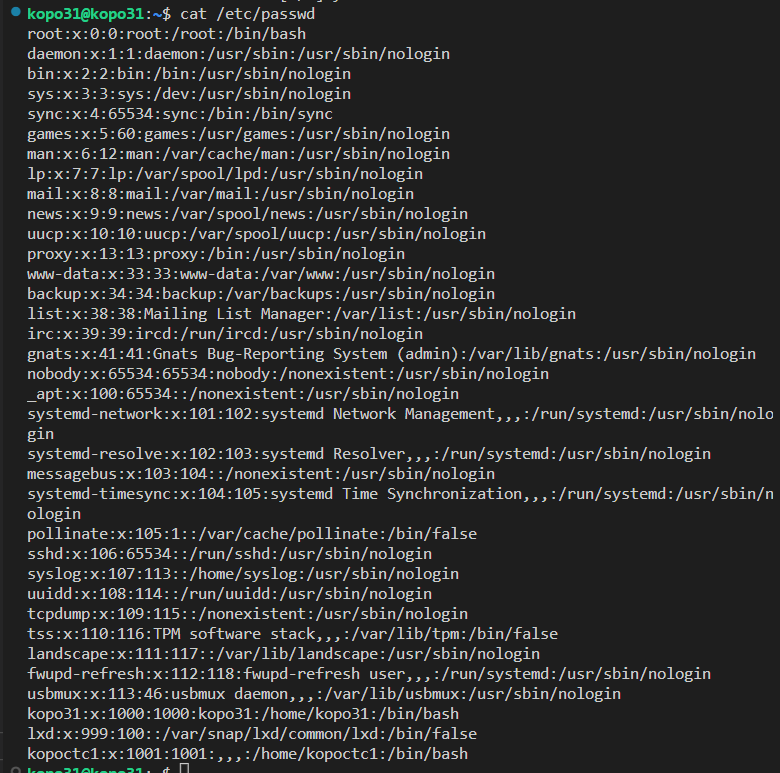 kopo31@kopo31:~$ cat /etc/passwd
root:x:0:0:root:/root:/bin/bash
daemon:x:1:1:daemon:/usr/sbin:/usr/sbin/nologin
bin:x:2:2:bin:/bin:/usr/sbin/nologin
sys:x:3:3:sys:/dev:/usr/sbin/nologin
sync:x:4:65534:sync:/bin:/bin/sync
games:x:5:60:games:/usr/games:/usr/sbin/nologin
man:x:6:12:man:/var/cache/man:/usr/sbin/nologin
lp:x:7:7:lp:/var/spool/lpd:/usr/sbin/nologin
mail:x:8:8:mail:/var/mail:/usr/sbin/nologin
news:x:9:9:news:/var/spool/news:/usr/sbin/nologin
uucp:x:10:10:uucp:/var/spool/uucp:/usr/sbin/nologin
proxy:x:13:13:proxy:/bin:/usr/sbin/nologin
www-data:x:33:33:www-data:/var/www:/usr/sbin/nologin
backup:x:34:34:backup:/var/backups:/usr/sbin/nologin
list:x:38:38:Mailing List Manager:/var/list:/usr/sbin/nologin
irc:x:39:39:ircd:/run/ircd:/usr/sbin/nologin
gnats:x:41:41:Gnats Bug-Reporting System (admin):/var/lib/gnats:/usr/sbin/nologin
nobody:x:65534:65534:nobody:/nonexistent:/usr/sbin/nologin
_apt:x:100:65534::/nonexistent:/usr/sbin/nologin
systemd-network:x:101:102:systemd Network Management,,,:/run/systemd:/usr/sbin/nolo
gin
systemd-resolve:x:102:103:systemd Resolver,,,:/run/systemd:/usr/sbin/nologin
messagebus:x:103:104::/nonexistent:/usr/sbin/nologin
systemd-timesync:x:104:105:systemd Time Synchronization,,,:/run/systemd:/usr/sbin/n
ologin
pollinate:x:105:1::/var/cache/pollinate:/bin/false
sshd:x:106:65534::/run/sshd:/usr/sbin/nologin
syslog:x:107:113::/home/syslog:/usr/sbin/nologin
uuidd:x:108:114::/run/uuidd:/usr/sbin/nologin
tcpdump:x:109:115::/nonexistent:/usr/sbin/nologin
tss:x:110:116:TPM software stack,,,:/var/lib/tpm:/bin/false
landscape:x:111:117::/var/lib/landscape:/usr/sbin/nologin
fwupd-refresh:x:112:118:fwupd-refresh user,,,:/run/systemd:/usr/sbin/nologin
usbmux:x:113:46:usbmux daemon,,,:/var/lib/usbmux:/usr/sbin/nologin
kopo31:x:1000:1000:kopo31:/home/kopo31:/bin/bash
lxd:x:999:100::/var/snap/lxd/common/lxd:/bin/false
kopoctc1:x:1001:1001:,,,:/home/kopoctc1:/bin/bash
kopo31@kopo31:~$